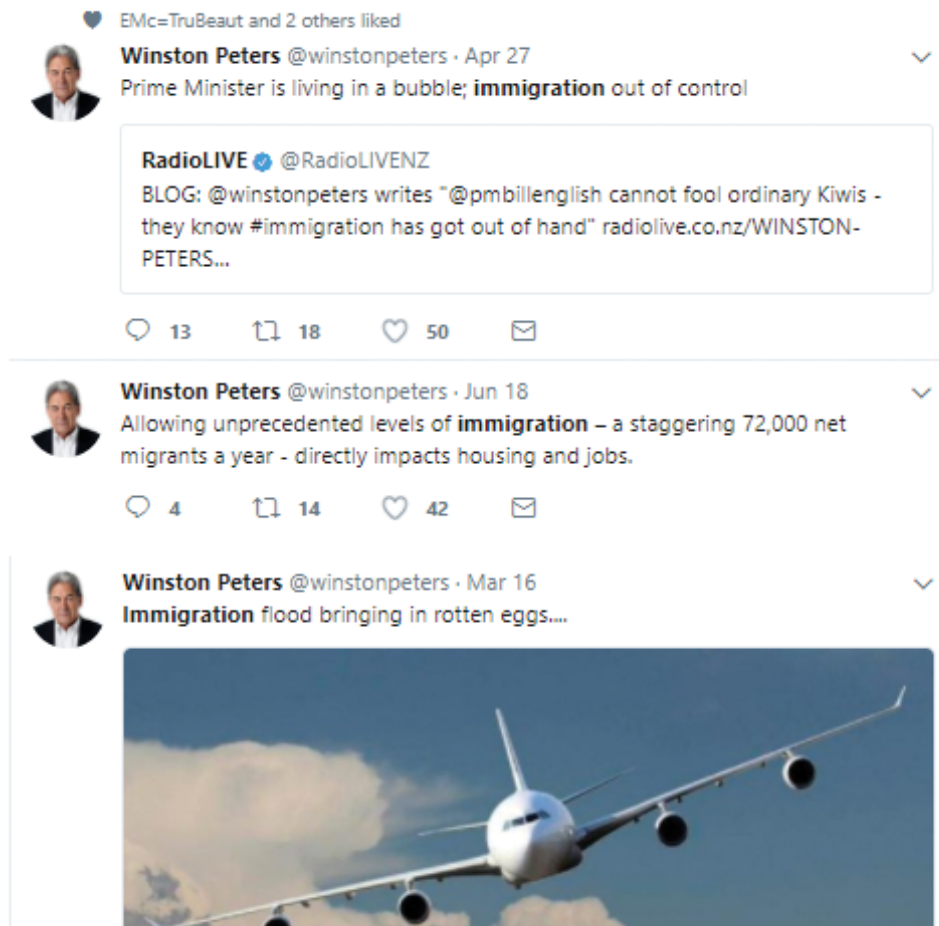 EMc=TruBeaut and 2 others liked
Winston Peters @winstonpeters · Apr 27
Prime Minister is living in a bubble; immigration out of control
RadioLIVE @RadioLIVENZ
BLOG: @winstonpeters writes "@pmbillenglish cannot fool ordinary Kiwis -
they know #immigration has got out of hand" radiolive.co.nz/WINSTON-
PETERS...
13 18 50
Winston Peters @winstonpeters · Jun 18
Allowing unprecedented levels of immigration – a staggering 72,000 net
migrants a year - directly impacts housing and jobs.
4 14 42
Winston Peters @winstonpeters · Mar 16
Immigration flood bringing in rotten eggs....